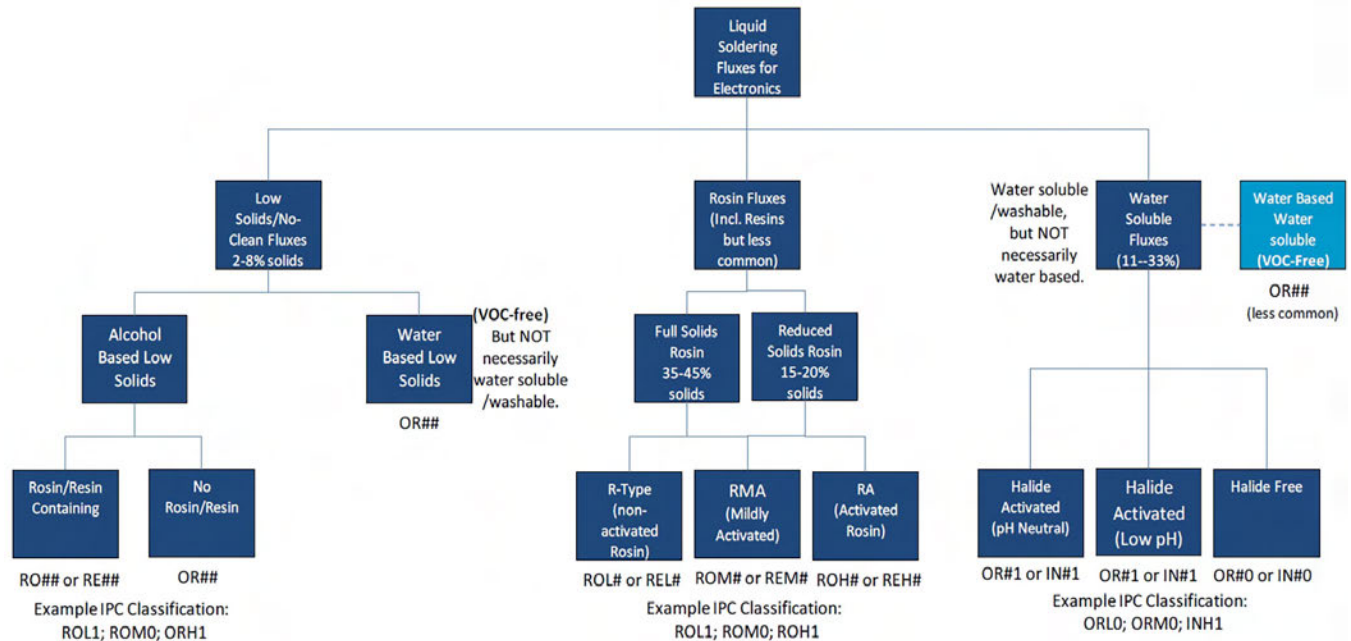 Liquid
Soldering
Fluxes for
Electronics
Low
Solids/No-
Clean Fluxes
2-8% solids
Rosin Fluxes
(Incl. Resins
but less
common)
Water soluble
/washable,
but NOT
necessarily
water based.
Water
Soluble
Fluxes
(11--33%)
Water Based
Water
soluble
(VOC-Free)
OR##
(less common)
Alcohol
Based Low
Solids
Water
Based Low
Solids
(VOC-free)
But NOT
necessarily
water soluble
/washable.
OR##
Full Solids
Rosin
35-45%
solids
Reduced
Solids Rosin
15-20%
solids
Rosin/Resin
Containing
No
Rosin/Resin
R-Type
(non-
activated
Rosin)
RMA
(Mildly
Activated)
RA
(Activated
Rosin)
Halide
Activated
(pH Neutral)
Halide
Activated
(Low pH)
Halide Free
RO## or RE##
OR##
ROL# or REL#
ROM# or REM#
ROH# or REH#
OR#1 or IN#1
OR#1 or IN#1
OR#0 or IN#0
Example IPC Classification:
ROL1; ROM0; ORH1
Example IPC Classification:
ROL1; ROM0; ROH1
Example IPC Classification:
ORL0; ORM0; INH1